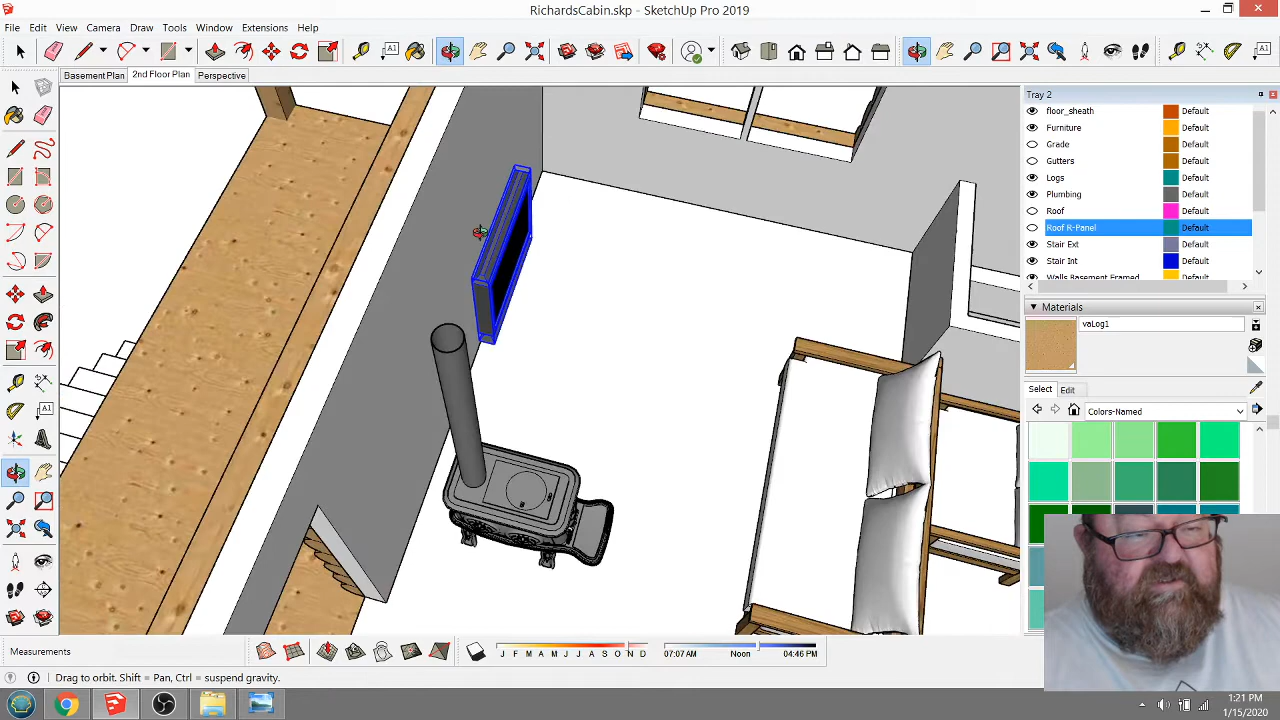 RichardsCabin.skp - SketchUp Pro 2019
File Edit View Camera Draw Tools Window Extensions Help
Basement Plan 2nd Floor Plan Perspective
Tray 2
floor_sheath Default
Furniture Default
Grade Default
Gutters Default
Logs Default
Plumbing Default
Roof Default
Roof R-Panel Default
Stair Ext Default
Stair Int Default
Walls Basement Framed Default
Materials
vaLog1
Select Edit
Colors-Named
Measurements
J F M A M J J A S O N D
07:07 AM Noon 04:46 PM
Drag to orbit. Shift = Pan, Ctrl = suspend gravity.
1:21 PM
1/15/2020